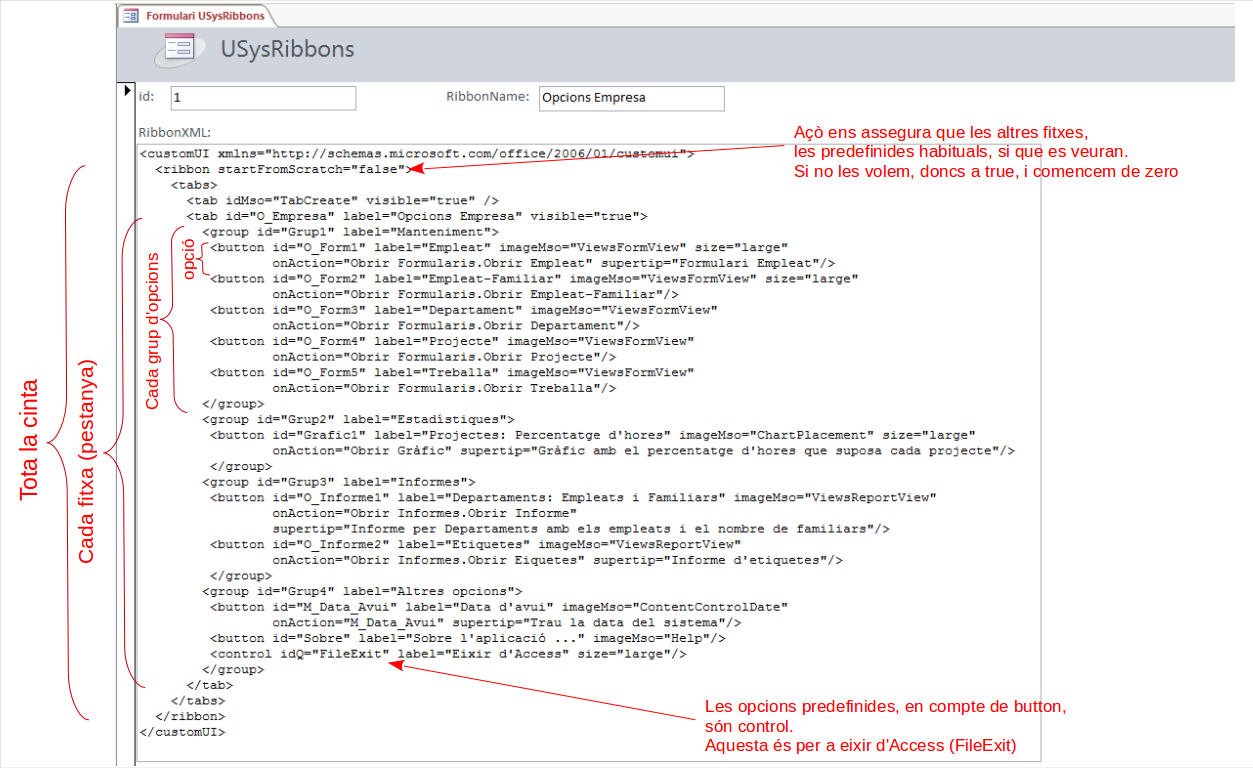 Formulari USysRibbons
USysRibbons
id: 1 RibbonName: Opcions Empresa
RibbonXML:
<customUI xmlns="http://schemas.microsoft.com/office/2006/01/customui">
<ribbon startFromScratch="false">
<tabs>
<tab idMso="TabCreate" visible="true" />
<tab id="O_Empresa" label="Opcions Empresa" visible="true">
<group id="Grup1" label="Manteniment">
<button id="O_Form1" label="Empleat" imageMso="ViewsFormView" size="large"
onAction="Obrir Formularis.Obrir Empleat" supertip="Formulari Empleat"/>
<button id="O_Form2" label="Empleat-Familiar" imageMso="ViewsFormView" size="large"
onAction="Obrir Formularis.Obrir Empleat-Familiar"/>
<button id="O_Form3" label="Departament" imageMso="ViewsFormView"
onAction="Obrir Formularis.Obrir Departament"/>
<button id="O_Form4" label="Projecte" imageMso="ViewsFormView"
onAction="Obrir Formularis.Obrir Projecte"/>
<button id="O_Form5" label="Treballa" imageMso="ViewsFormView"
onAction="Obrir Formularis.Obrir Treballa"/>
</group>
<group id="Grup2" label="Estadístiques">
<button id="Grafic1" label="Projectes: Percentatge d'hores" imageMso="ChartPlacement" size="large"
onAction="Obrir Gràfic" supertip="Gràfic amb el percentatge d'hores que suposa cada projecte"/>
</group>
<group id="Grup3" label="Informes">
<button id="O_Informe1" label="Departaments: Empleats i Familiars" imageMso="ViewsReportView"
onAction="Obrir Informes.Obrir Informe"
supertip="Informe per Departaments amb els empleats i el nombre de familiars"/>
<button id="O_Informe2" label="Etiquetes" imageMso="ViewsReportView"
onAction="Obrir Informes.Obrir Eiquetes" supertip="Informe d'etiquetes"/>
</group>
<group id="Grup4" label="Altres opcions">
<button id="M_Data_Avui" label="Data d'avui" imageMso="ContentControlDate"
onAction="M_Data_Avui" supertip="Trau la data del sistema"/>
<button id="Sobre" label="Sobre l'aplicació ..." imageMso="Help"/>
<control idQ="FileExit" label="Eixir d'Access" size="large"/>
</group>
</tab>
</tabs>
</ribbon>
</customUI>
Açò ens assegura que les altres fitxes,
les predefinides habituals, si que es veuran.
Si no les volem, doncs a true, i comencem de zero
Tota la cinta
Cada fitxa (pestanya)
Cada grup d'opcions
opció
Les opcions predefinides, en compte de button,
són control.
Aquesta és per a eixir d'Access (FileExit)